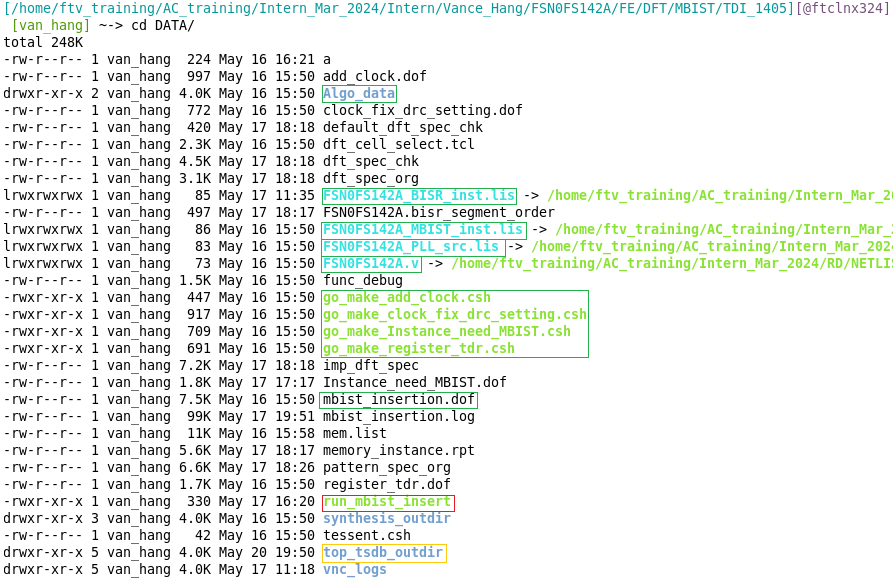 [/home/ftv_training/AC_training/Intern_Mar_2024/Intern/Vance_Hang/FSN0FS142A/FE/DFT/MBIST/TDI_1405][@ftclnx324]
[van_hang] ~-> cd DATA/
total 248K
-rw-r--r-- 1 van_hang 224 May 16 16:21 a
-rw-r--r-- 1 van_hang 997 May 16 15:50 add_clock.dof
drwxr-xr-x 2 van_hang 4.0K May 16 15:50 Algo_data
-rw-r--r-- 1 van_hang 772 May 16 15:50 clock_fix_drc_setting.dof
-rw-r--r-- 1 van_hang 420 May 17 18:18 default_dft_spec_chk
-rw-r--r-- 1 van_hang 2.3K May 16 15:50 dft_cell_select.tcl
-rw-r--r-- 1 van_hang 4.5K May 17 18:18 dft_spec_chk
-rw-r--r-- 1 van_hang 3.1K May 17 18:18 dft_spec_org
lrwxrwxrwx 1 van_hang 85 May 17 11:35 FSN0FS142A_BISR_inst.lis -> /home/ftv_training/AC_training/Intern_Mar_20
-rw-r--r-- 1 van_hang 497 May 17 18:17 FSN0FS142A.bisr_segment_order
lrwxrwxrwx 1 van_hang 86 May 16 15:50 FSN0FS142A_MBIST_inst.lis -> /home/ftv_training/AC_training/Intern_Mar_2
lrwxrwxrwx 1 van_hang 83 May 16 15:50 FSN0FS142A_PLL_src.lis -> /home/ftv_training/AC_training/Intern_Mar_2024
lrwxrwxrwx 1 van_hang 73 May 16 15:50 FSN0FS142A.v -> /home/ftv_training/AC_training/Intern_Mar_2024/RD/NETLIS
-rw-r--r-- 1 van_hang 1.5K May 16 15:50 func_debug
-rwxr-xr-x 1 van_hang 447 May 16 15:50 go_make_add_clock.csh
-rwxr-xr-x 1 van_hang 917 May 16 15:50 go_make_clock_fix_drc_setting.csh
-rwxr-xr-x 1 van_hang 709 May 16 15:50 go_make_Instance_need_MBIST.csh
-rwxr-xr-x 1 van_hang 691 May 16 15:50 go_make_register_tdr.csh
-rw-r--r-- 1 van_hang 7.2K May 17 18:18 imp_dft_spec
-rw-r--r-- 1 van_hang 1.8K May 17 17:17 Instance_need_MBIST.dof
-rw-r--r-- 1 van_hang 7.5K May 16 15:50 mbist_insertion.dof
-rw-r--r-- 1 van_hang 99K May 17 19:51 mbist_insertion.log
-rw-r--r-- 1 van_hang 11K May 16 15:58 mem.list
-rw-r--r-- 1 van_hang 5.6K May 17 18:17 memory_instance.rpt
-rw-r--r-- 1 van_hang 6.6K May 17 18:26 pattern_spec_org
-rw-r--r-- 1 van_hang 1.7K May 16 15:50 register_tdr.dof
-rwxr-xr-x 1 van_hang 330 May 17 16:20 run_mbist_insert
drwxr-xr-x 3 van_hang 4.0K May 16 15:50 synthesis_outdir
-rw-r--r-- 1 van_hang 42 May 16 15:50 tessent.csh
drwxr-xr-x 5 van_hang 4.0K May 20 19:50 top_tsdb_outdir
drwxr-xr-x 5 van_hang 4.0K May 17 11:18 vnc_logs